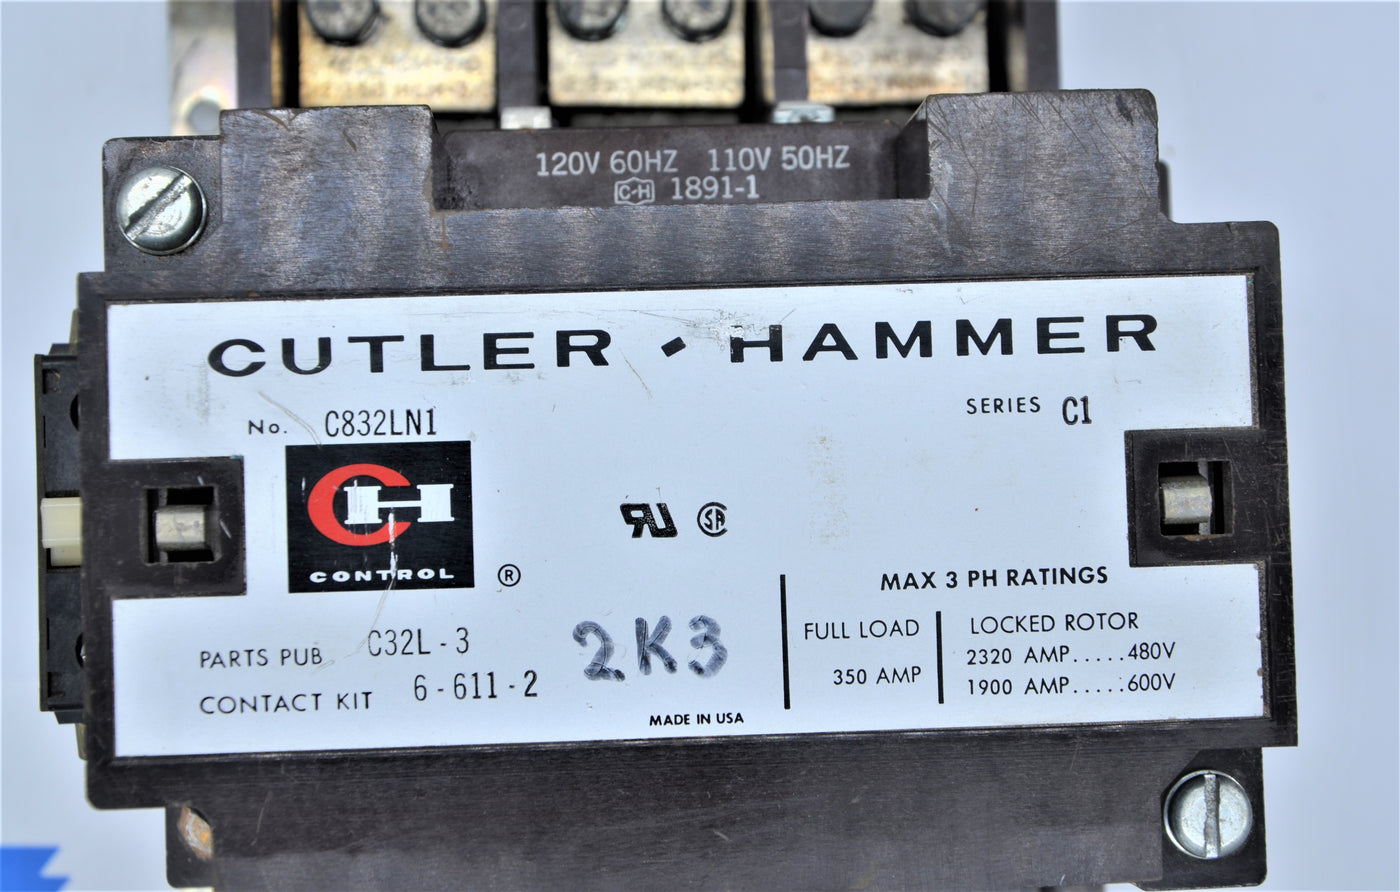 120V 60HZ 110V 50HZ
C-H 1891-1
CUTLER-HAMMER
No. C832LN1
SERIES C1
CH
CONTROL ®
MAX 3 PH RATINGS
FULL LOAD
350 AMP
LOCKED ROTOR
2320 AMP.....480V
1900 AMP.....600V
PARTS PUB C32L-3
CONTACT KIT 6-611-2
2K3
MADE IN USA